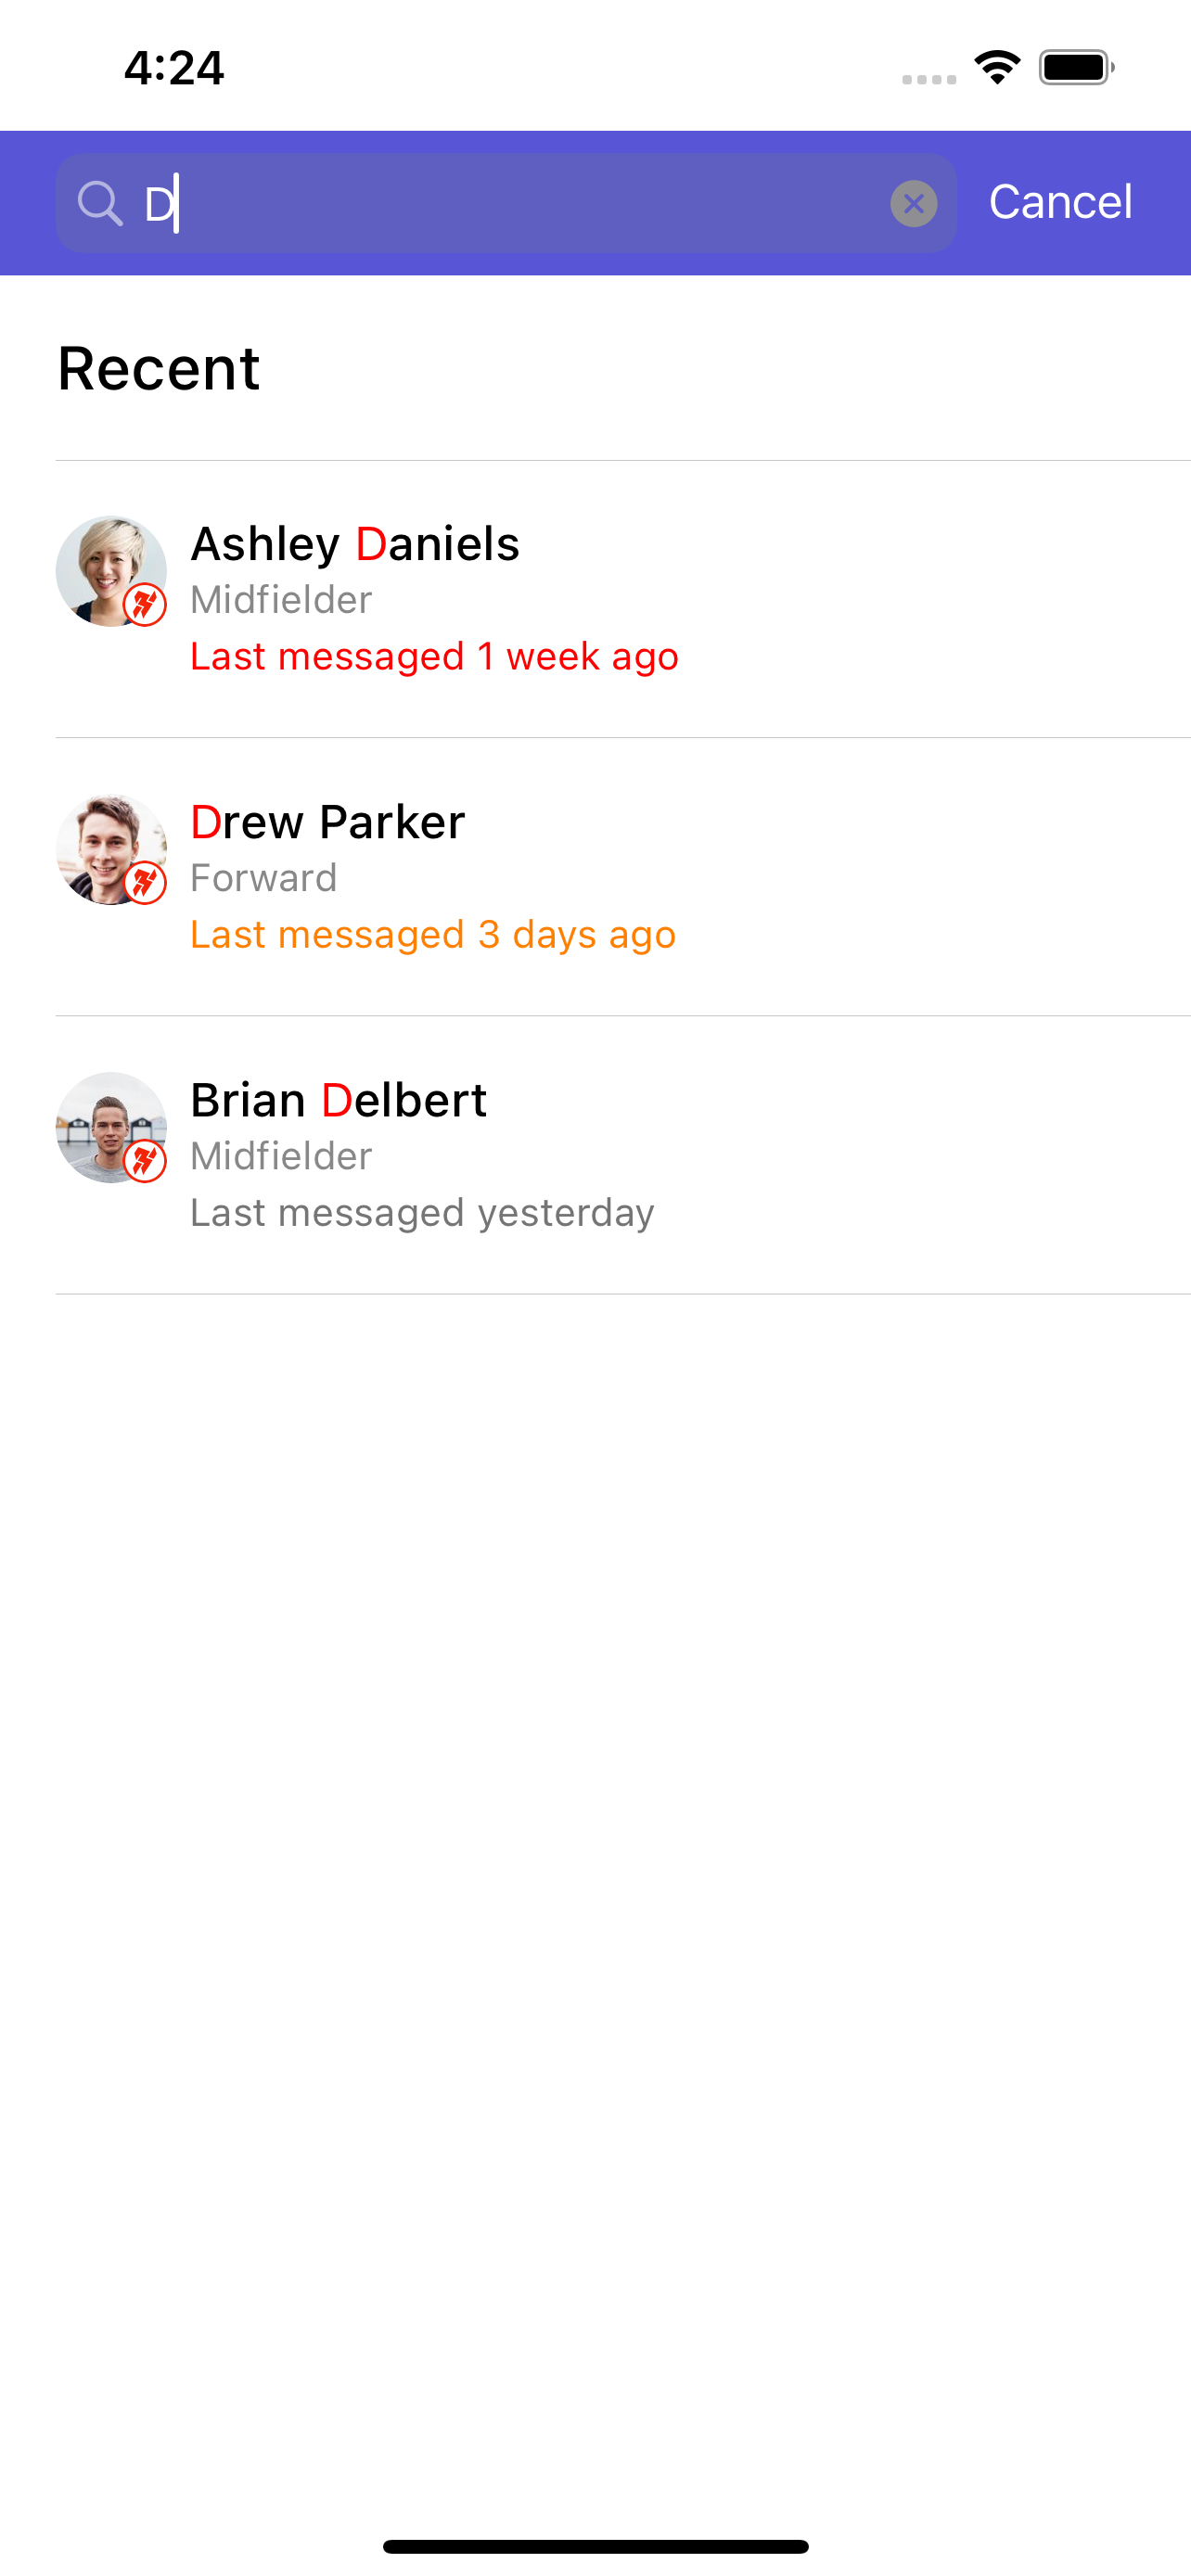 4:24
D
Cancel
Recent
Ashley Daniels
Midfielder
Last messaged 1 week ago
Drew Parker
Forward
Last messaged 3 days ago
Brian Delbert
Midfielder
Last messaged yesterday